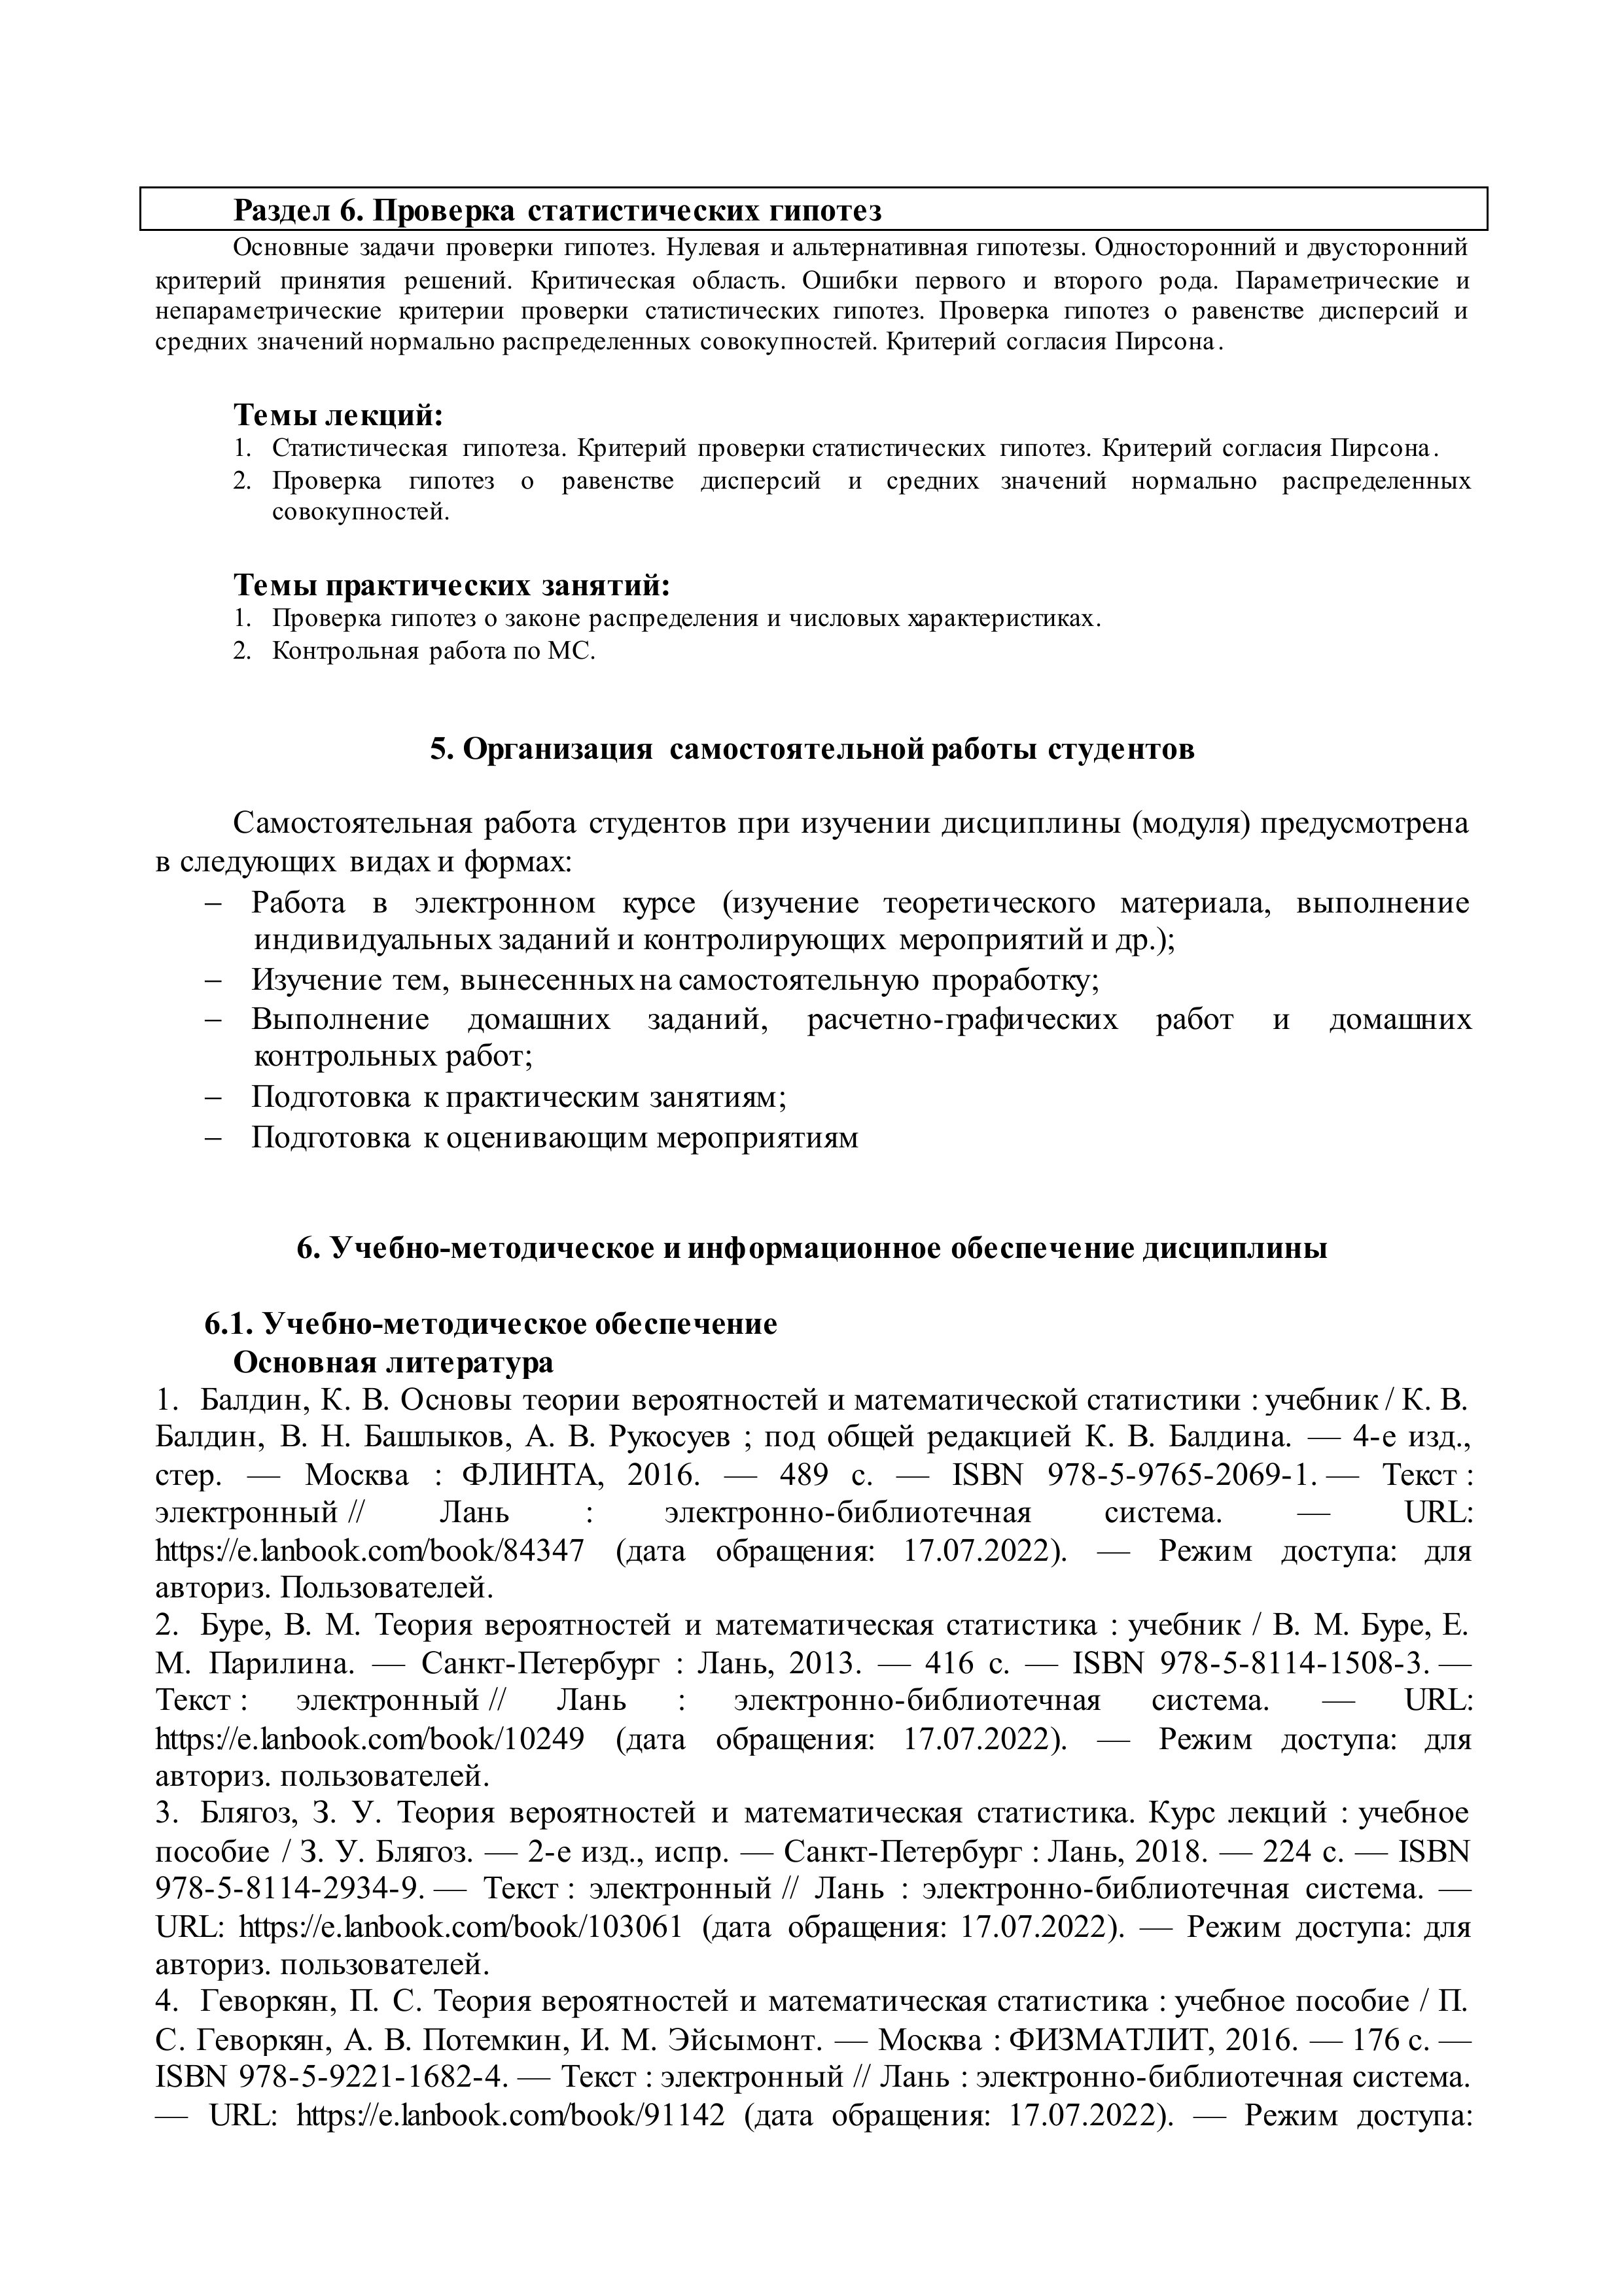 Раздел 6. Проверка статистических гипотез
Основные задачи проверки гипотез. Нулевая и альтернативная гипотезы. Односторонний и двусторонний
критерий принятия решений. Критическая область. Ошибки первого и второго рода. Параметрические и
непараметрические критерии проверки статистических гипотез. Проверка гипотез о равенстве дисперсий и
средних значений нормально распределенных совокупностей. Критерий согласия Пирсона.
Темы лекций:
1. Статистическая гипотеза. Критерий проверки статистических гипотез. Критерий согласия Пирсона.
2. Проверка гипотез о равенстве дисперсий и средних значений нормально распределенных
совокупностей.
Темы практических занятий:
1. Проверка гипотез о законе распределения и числовых характеристиках.
2. Контрольная работа по МС.
5. Организация самостоятельной работы студентов
Самостоятельная работа студентов при изучении дисциплины (модуля) предусмотрена
в следующих видах и формах:
– Работа в электронном курсе (изучение теоретического материала, выполнение
индивидуальных заданий и контролирующих мероприятий и др.);
– Изучение тем, вынесенных на самостоятельную проработку;
– Выполнение домашних заданий, расчетно-графических работ и домашних
контрольных работ;
– Подготовка к практическим занятиям;
– Подготовка к оценивающим мероприятиям
6. Учебно-методическое и информационное обеспечение дисциплины
6.1. Учебно-методическое обеспечение
Основная литература
1. Балдин, К. В. Основы теории вероятностей и математической статистики : учебник / К. В.
Балдин, В. Н. Башлыков, А. В. Рукосуев ; под общей редакцией К. В. Балдина. — 4-е изд.,
стер. — Москва : ФЛИНТА, 2016. — 489 с. — ISBN 978-5-9765-2069-1. — Текст :
электронный // Лань : электронно-библиотечная система. — URL:
https://e.lanbook.com/book/84347 (дата обращения: 17.07.2022). — Режим доступа: для
авториз. Пользователей.
2. Буре, В. М. Теория вероятностей и математическая статистика : учебник / В. М. Буре, Е.
М. Парилина. — Санкт-Петербург : Лань, 2013. — 416 с. — ISBN 978-5-8114-1508-3. —
Текст : электронный // Лань : электронно-библиотечная система. — URL:
https://e.lanbook.com/book/10249 (дата обращения: 17.07.2022). — Режим доступа: для
авториз. пользователей.
3. Блягоз, З. У. Теория вероятностей и математическая статистика. Курс лекций : учебное
пособие / З. У. Блягоз. — 2-е изд., испр. — Санкт-Петербург : Лань, 2018. — 224 с. — ISBN
978-5-8114-2934-9. — Текст : электронный // Лань : электронно-библиотечная система. —
URL: https://e.lanbook.com/book/103061 (дата обращения: 17.07.2022). — Режим доступа: для
авториз. пользователей.
4. Геворкян, П. С. Теория вероятностей и математическая статистика : учебное пособие / П.
С. Геворкян, А. В. Потемкин, И. М. Эйсымонт. — Москва : ФИЗМАТЛИТ, 2016. — 176 с. —
ISBN 978-5-9221-1682-4. — Текст : электронный // Лань : электронно-библиотечная система.
— URL: https://e.lanbook.com/book/91142 (дата обращения: 17.07.2022). — Режим доступа: